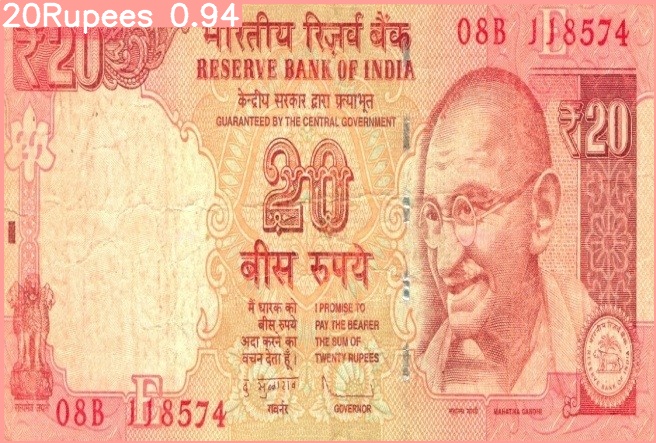 20Rupees 0.94
₹20
भारतीय रिज़र्व बैंक
08B 118574
RESERVE BANK OF INDIA
केन्द्रीय सरकार द्वारा प्रत्याभूत
GUARANTEED BY THE CENTRAL GOVERNMENT
₹20
20
बीस रुपये
मैं धारक को
बीस रुपये
अदा करने का
वचन देता हूँ।
I PROMISE TO
PAY THE BEARER
THE SUM OF
TWENTY RUPEES
गवर्नर
GOVERNOR
सत्यमेव जयते
08B 118574
महात्मा गांधी
MAHATMA GANDHI